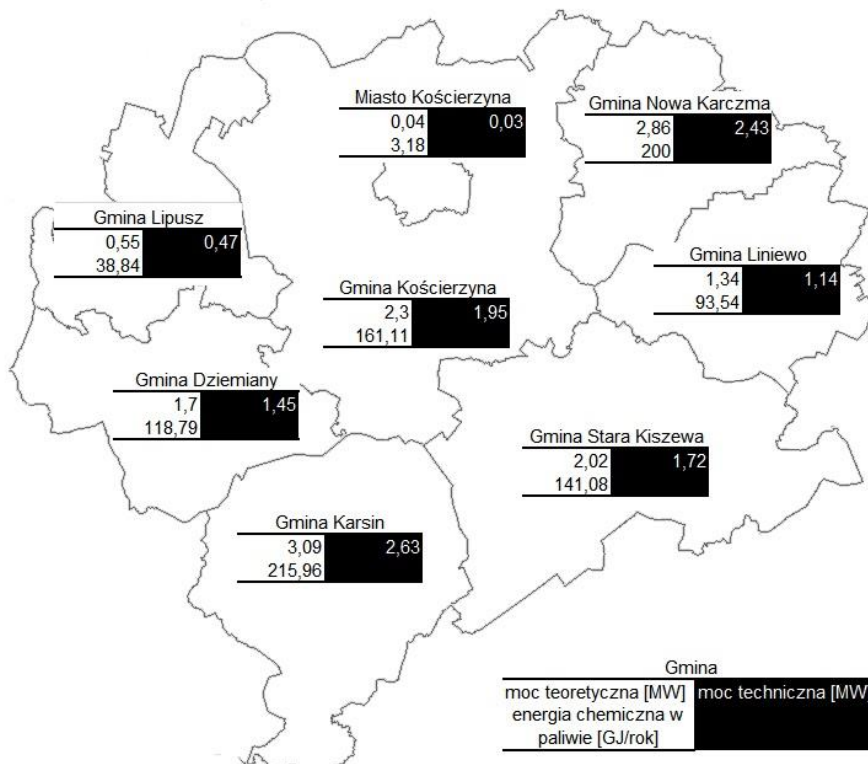 Miasto Kościerzyna
0,04 0,03
3,18
Gmina Nowa Karczma
2,86 2,43
200
Gmina Lipusz
0,55 0,47
38,84
Gmina Liniewo
1,34 1,14
93,54
Gmina Kościerzyna
2,3 1,95
161,11
Gmina Dziemiany
1,7 1,45
118,79
Gmina Stara Kiszewa
2,02 1,72
141,08
Gmina Karsin
3,09 2,63
215,96
Gmina
moc teoretyczna [MW] moc techniczna [MW
energia chemiczna w
paliwie [GJ/rok]